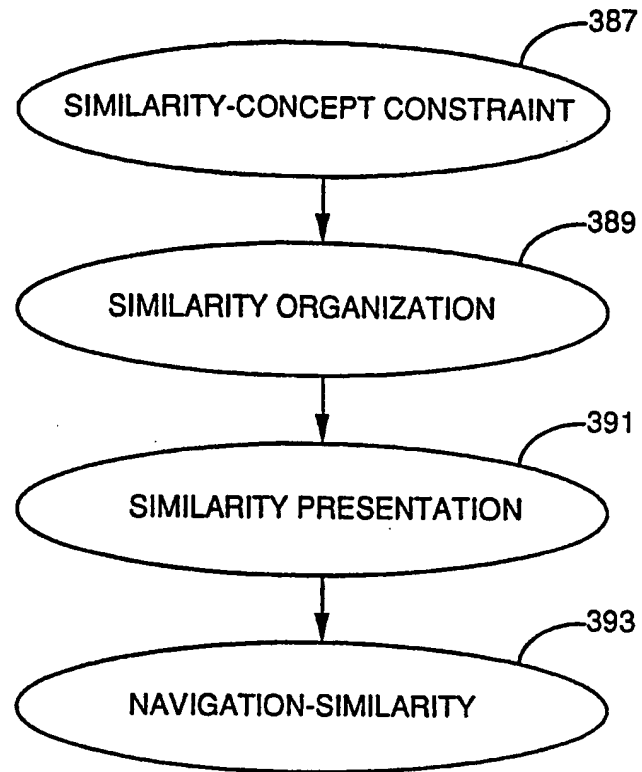 387
SIMILARITY-CONCEPT CONSTRAINT
389
SIMILARITY ORGANIZATION
391
SIMILARITY PRESENTATION
393
NAVIGATION-SIMILARITY